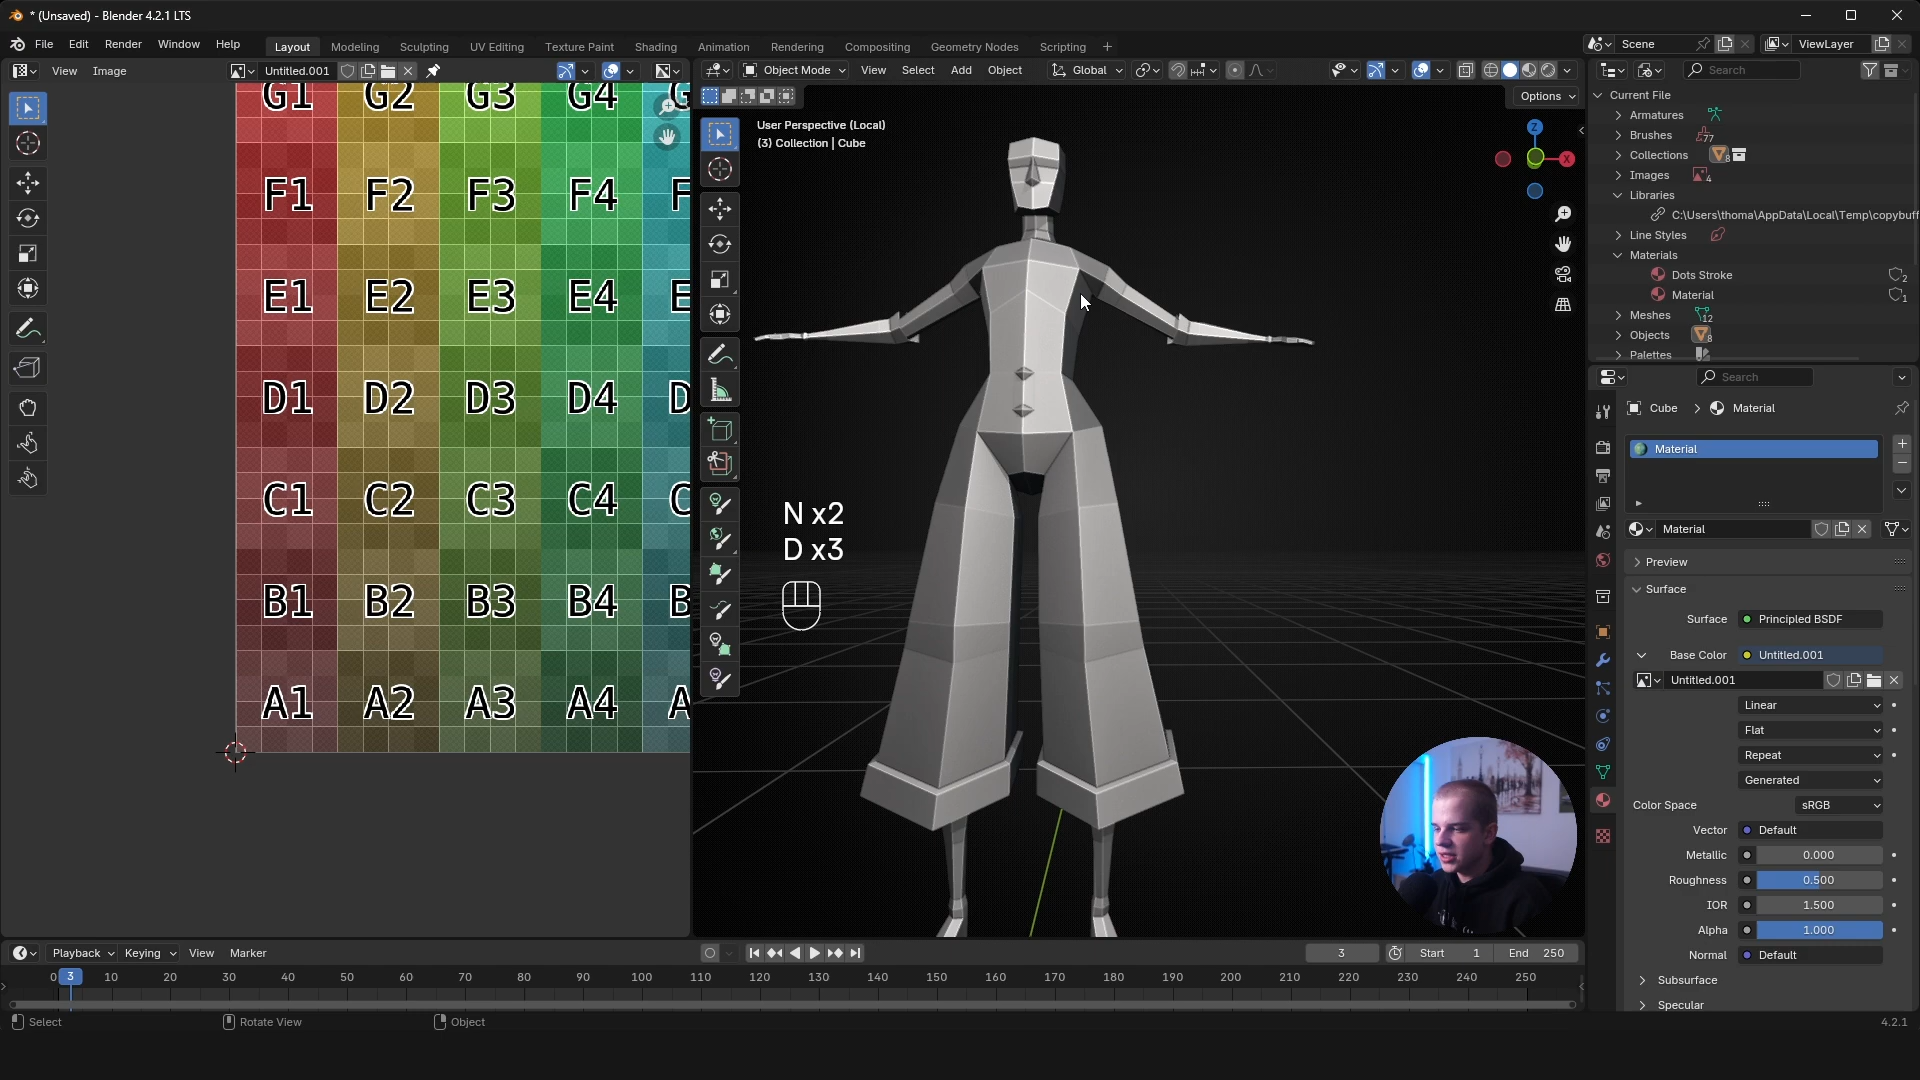 * (Unsaved) - Blender 4.2.1 LTS
File Edit Render Window Help
Layout Modeling Sculpting UV Editing Texture Paint Shading Animation Rendering Compositing Geometry Nodes Scripting +
Scene
ViewLayer
View Image
Untitled.001
Object Mode View Select Add Object
Global
Options
Search
User Perspective (Local)
(3) Collection | Cube
Z
X
N x2
D x3
G1 G2 G3 G4 G
F1 F2 F3 F4 F
E1 E2 E3 E4 E
D1 D2 D3 D4 D
C1 C2 C3 C4 C
B1 B2 B3 B4 B
A1 A2 A3 A4 A
Current File
Armatures
Brushes 77
Collections 8
Images 4
Libraries
C:\Users\thoma\AppData\Local\Temp\copybuff
Line Styles
Materials
Dots Stroke 2
Material 1
Meshes 12
Objects 8
Palettes
Search
Cube > Material
Material
Material
Preview
Surface
Surface Principled BSDF
Base Color Untitled.001
Untitled.001
Linear
Flat
Repeat
Generated
Color Space sRGB
Vector Default
Metallic 0.000
Roughness 0.500
IOR 1.500
Alpha 1.000
Normal Default
Subsurface
Specular
Playback Keying View Marker
3 Start 1 End 250
0 3 10 20 30 40 50 60 70 80 90 100 110 120 130 140 150 160 170 180 190 200 210 220 230 240 250
Select Rotate View Object
4.2.1